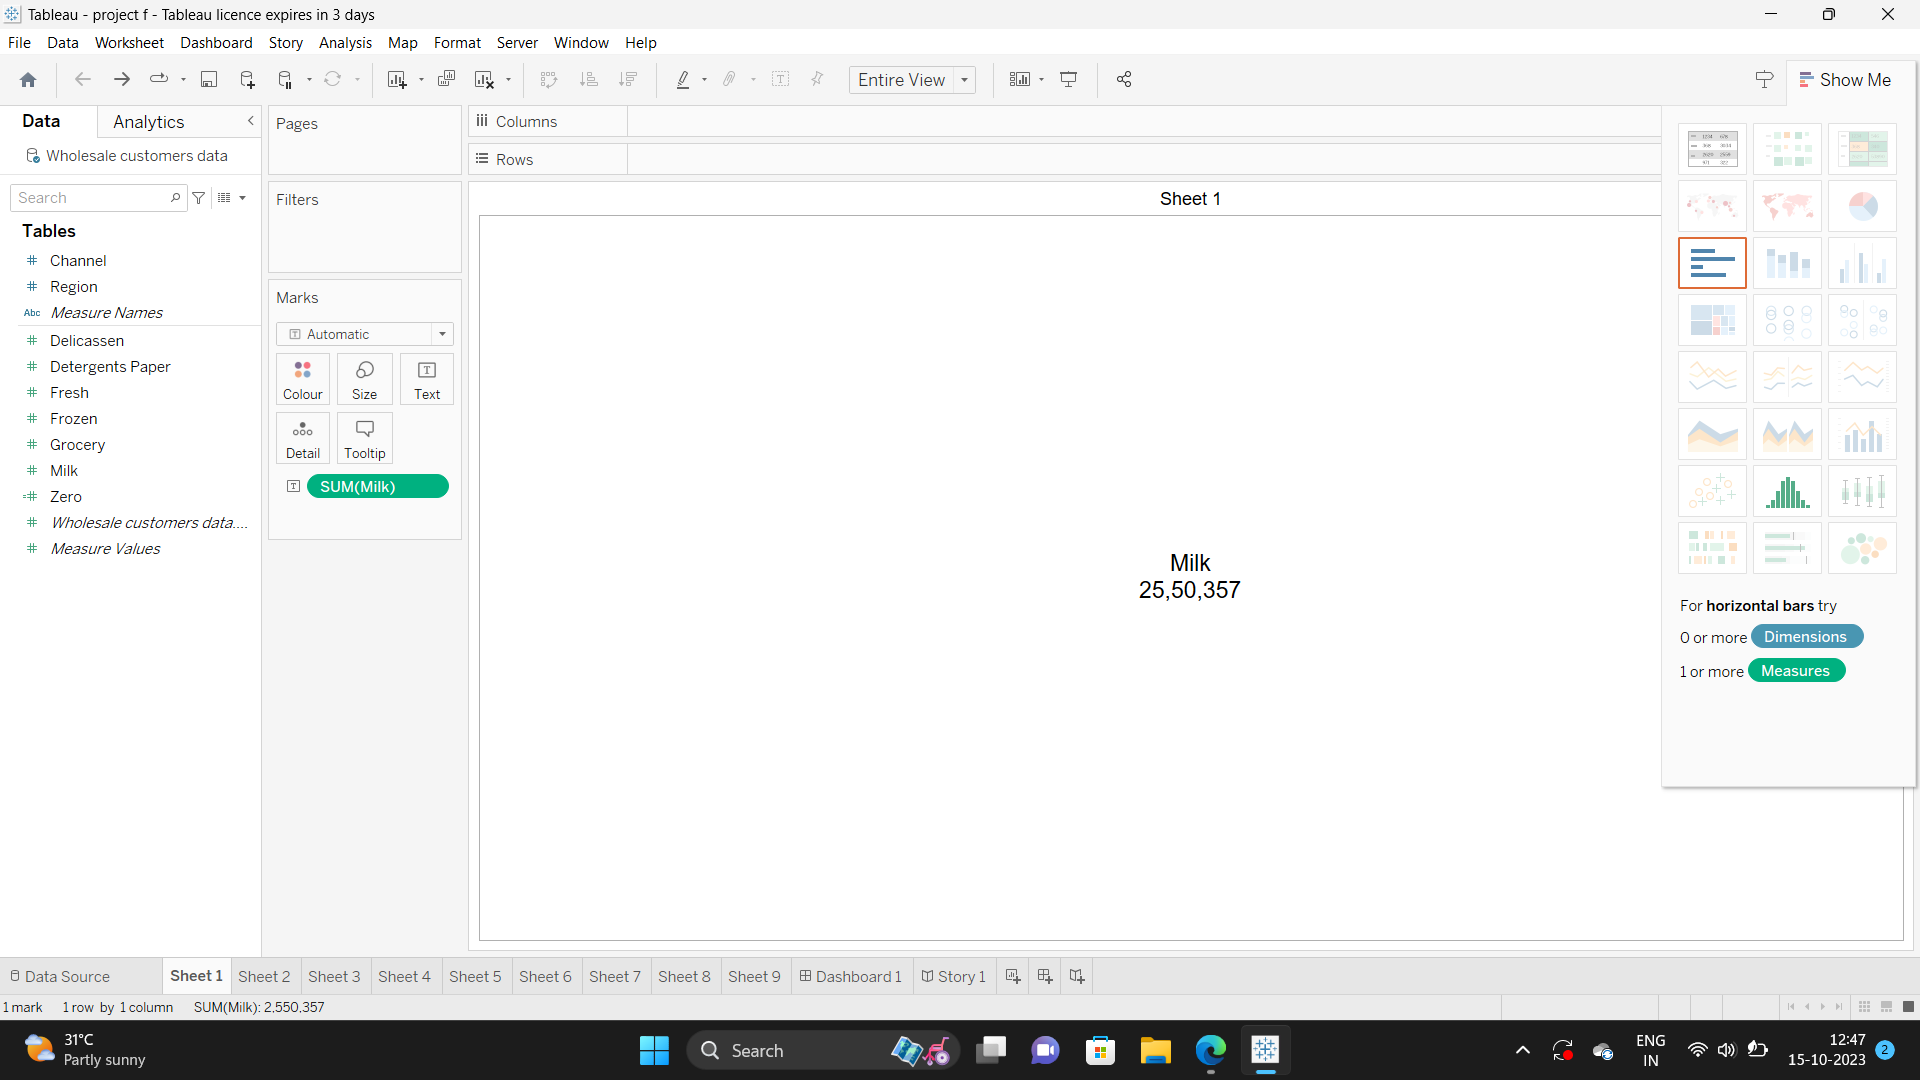 Tableau - project f - Tableau licence expires in 3 days
File Data Worksheet Dashboard Story Analysis Map Format Server Window Help
Entire View
Show Me
Data Analytics
Wholesale customers data
Search
Tables
Channel
Region
Abc Measure Names
Delicassen
Detergents Paper
Fresh
Frozen
Grocery
Milk
Zero
Wholesale customers data....
Measure Values
Pages
Filters
Marks
Automatic
Colour Size Text
Detail Tooltip
SUM(Milk)
Columns
Rows
Sheet 1
Milk
25,50,357
For horizontal bars try
0 or more Dimensions
1 or more Measures
Data Source Sheet 1 Sheet 2 Sheet 3 Sheet 4 Sheet 5 Sheet 6 Sheet 7 Sheet 8 Sheet 9 Dashboard 1 Story 1
1 mark 1 row by 1 column SUM(Milk): 2,550,357
31°C
Partly sunny
Search
ENG
IN
12:47
15-10-2023
2